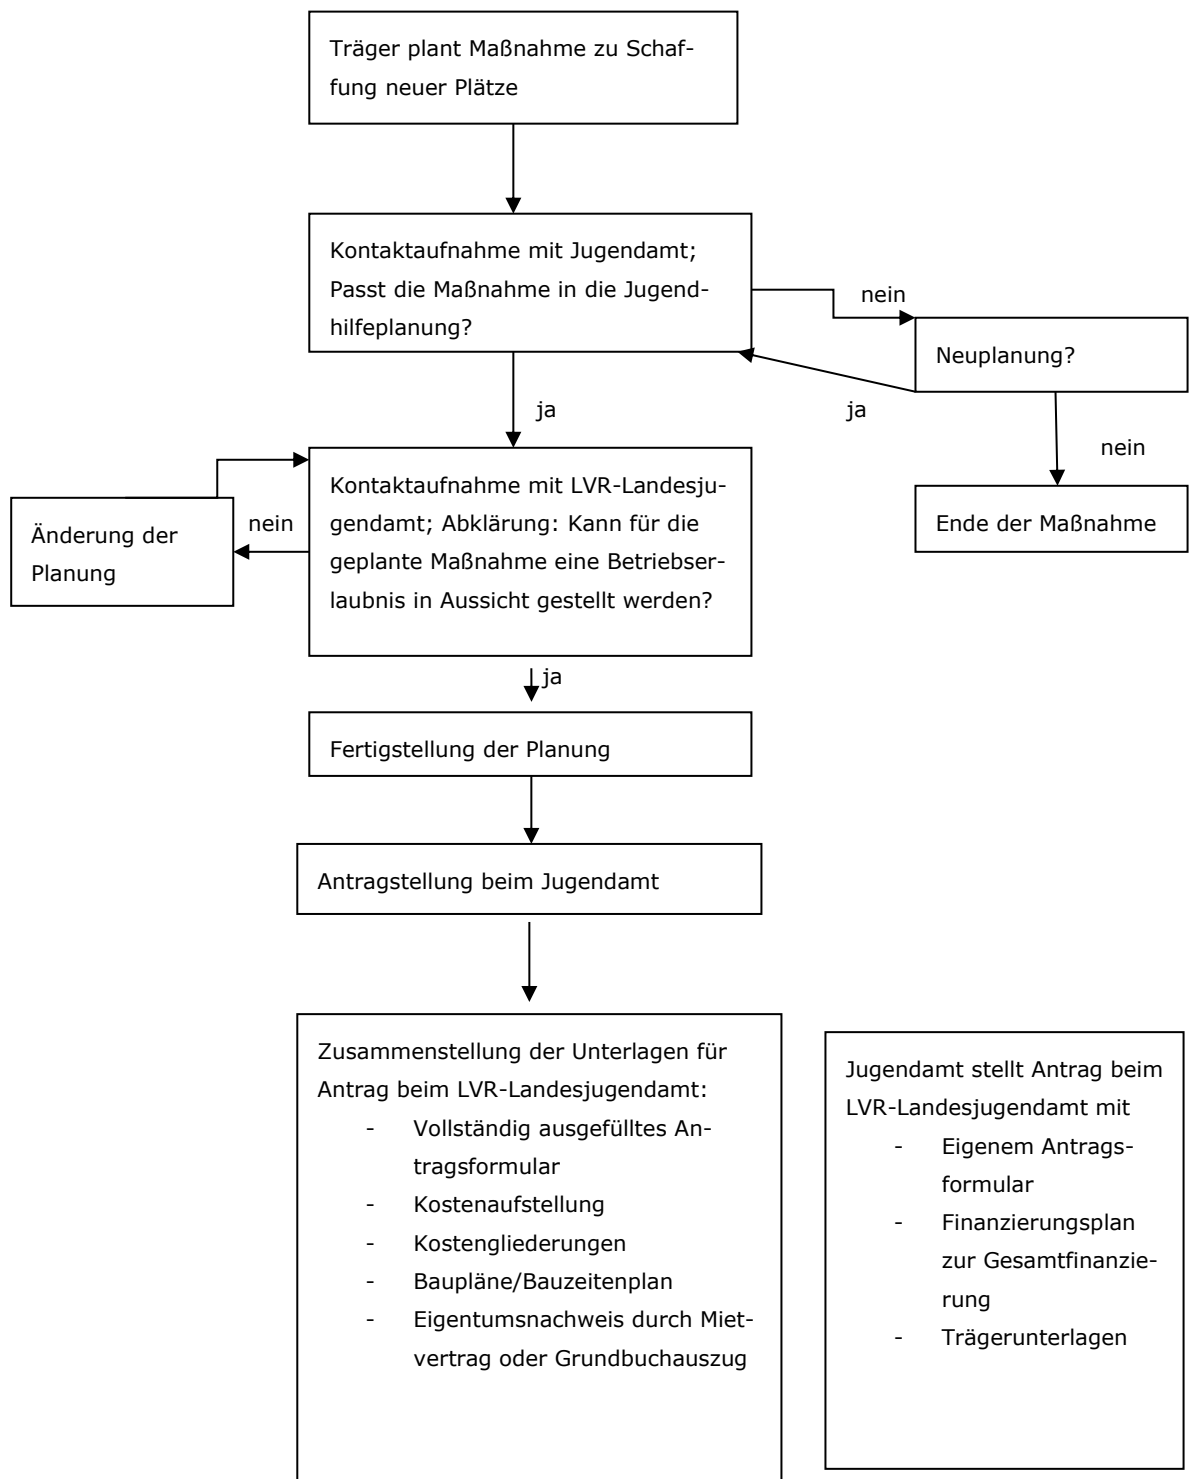 Träger plant Maßnahme zu Schaf-
fung neuer Plätze
Kontaktaufnahme mit Jugendamt;
Passt die Maßnahme in die Jugend-
hilfeplanung?
nein
Neuplanung?
ja
ja
nein
Ende der Maßnahme
Kontaktaufnahme mit LVR-Landesju-
gendamt; Abklärung: Kann für die
geplante Maßnahme eine Betriebser-
laubnis in Aussicht gestellt werden?
nein
Änderung der
Planung
ja
Fertigstellung der Planung
Antragstellung beim Jugendamt
Zusammenstellung der Unterlagen für
Antrag beim LVR-Landesjugendamt:
- Vollständig ausgefülltes An-
tragsformular
- Kostenaufstellung
- Kostengliederungen
- Baupläne/Bauzeitenplan
- Eigentumsnachweis durch Miet-
vertrag oder Grundbuchauszug
Jugendamt stellt Antrag beim
LVR-Landesjugendamt mit
- Eigenem Antrags-
formular
- Finanzierungsplan
zur Gesamtfinanzie-
rung
- Trägerunterlagen